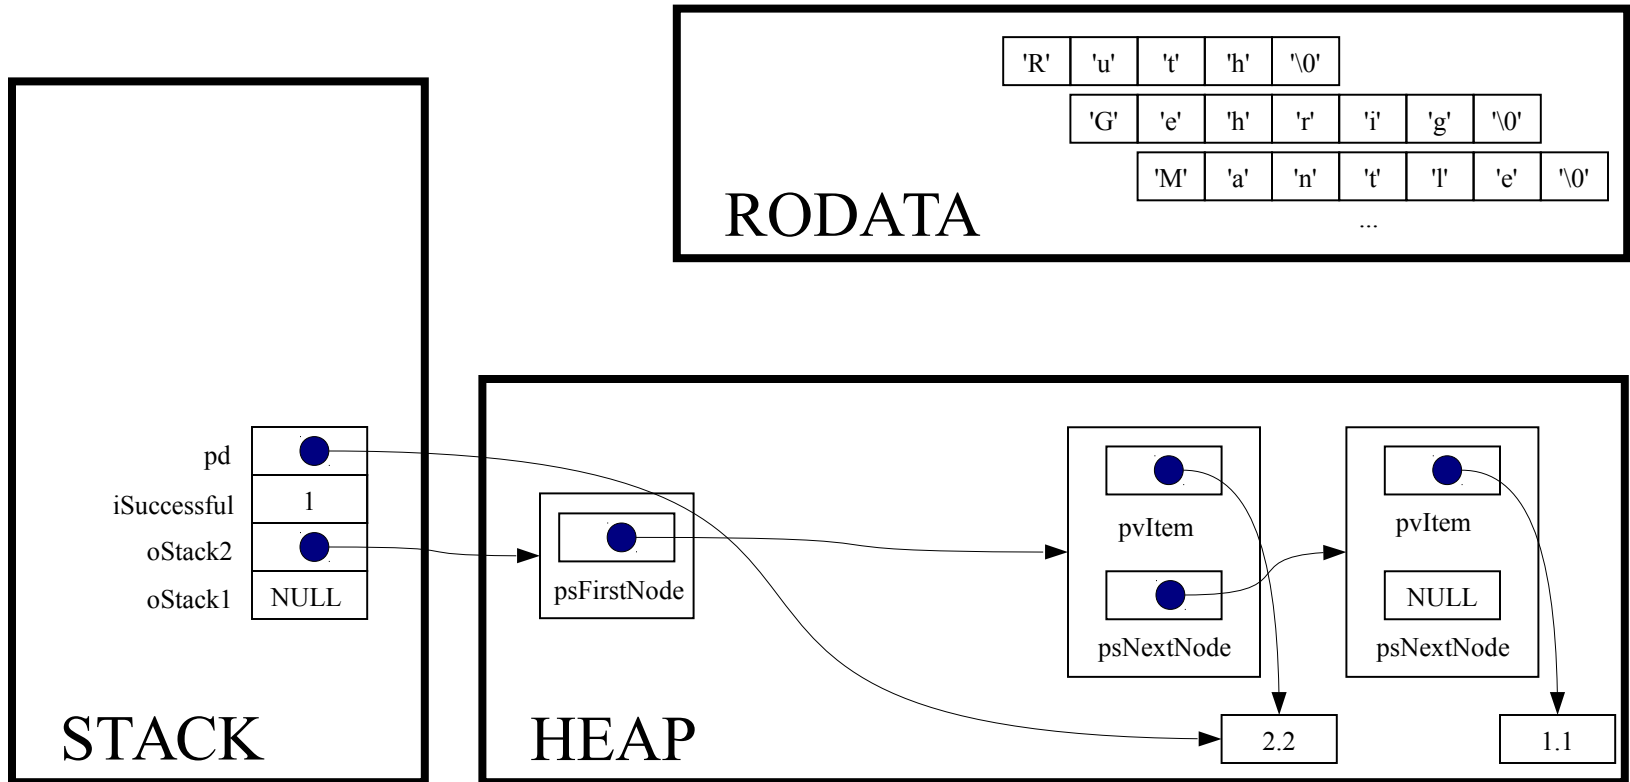 'R' 'u' 't' 'h' '\0'
'G' 'e' 'h' 'r' 'i' 'g' '\0'
'M' 'a' 'n' 't' 'l' 'e' '\0'
...
RODATA
pd
iSuccessful 1
oStack2
oStack1 NULL
STACK
psFirstNode
pvItem
psNextNode
pvItem
NULL
psNextNode
2.2
1.1
HEAP